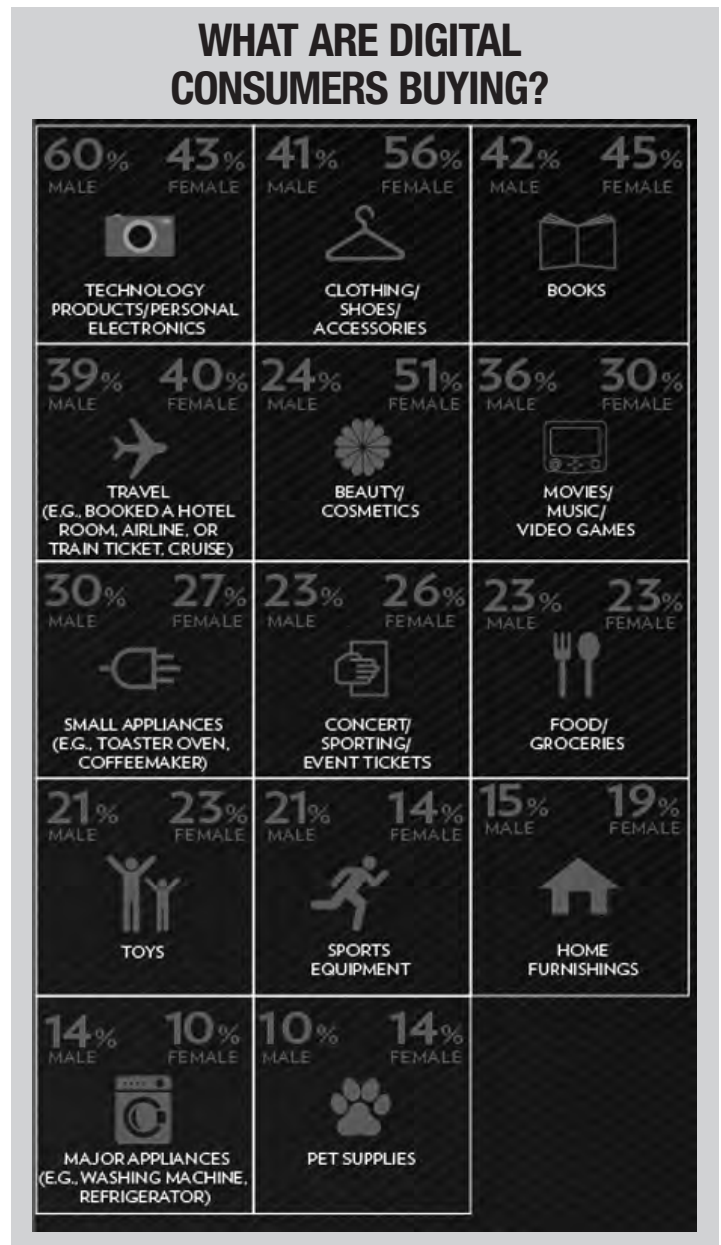 WHAT ARE DIGITAL
CONSUMERS BUYING?
60% 43%
MALE FEMALE
TECHNOLOGY
PRODUCTS/PERSONAL
ELECTRONICS
41% 56%
MALE FEMALE
CLOTHING/
SHOES/
ACCESSORIES
42% 45%
MALE FEMALE
BOOKS
39% 40%
MALE FEMALE
TRAVEL
(E.G., BOOKED A HOTEL
ROOM, AIRLINE, OR
TRAIN TICKET, CRUISE)
24% 51%
MALE FEMALE
BEAUTY/
COSMETICS
36% 30%
MALE FEMALE
MOVIES/
MUSIC/
VIDEO GAMES
30% 27%
MALE FEMALE
SMALL APPLIANCES
(E.G., TOASTER OVEN,
COFFEEMAKER)
23% 26%
MALE FEMALE
CONCERT/
SPORTING/
EVENT TICKETS
23% 23%
MALE FEMALE
FOOD/
GROCERIES
21% 23%
MALE FEMALE
TOYS
21% 14%
MALE FEMALE
SPORTS
EQUIPMENT
15% 19%
MALE FEMALE
HOME
FURNISHINGS
14% 10%
MALE FEMALE
MAJOR APPLIANCES
(E.G., WASHING MACHINE,
REFRIGERATOR)
10% 14%
MALE FEMALE
PET SUPPLIES